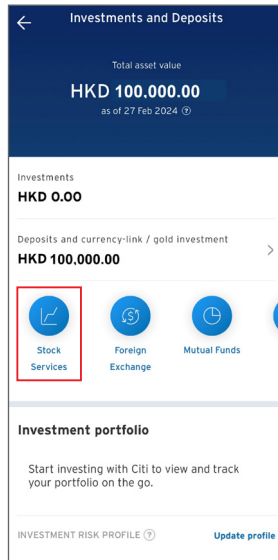 Investments and Deposits
Total asset value
HKD 100,000.00
as of 27 Feb 2024 ?
Investments
HKD 0.00
Deposits and currency-link / gold investment
HKD 100,000.00
Stock
Services
Foreign
Exchange
Mutual Funds
Investment portfolio
Start investing with Citi to view and track
your portfolio on the go.
INVESTMENT RISK PROFILE ?
Update profile